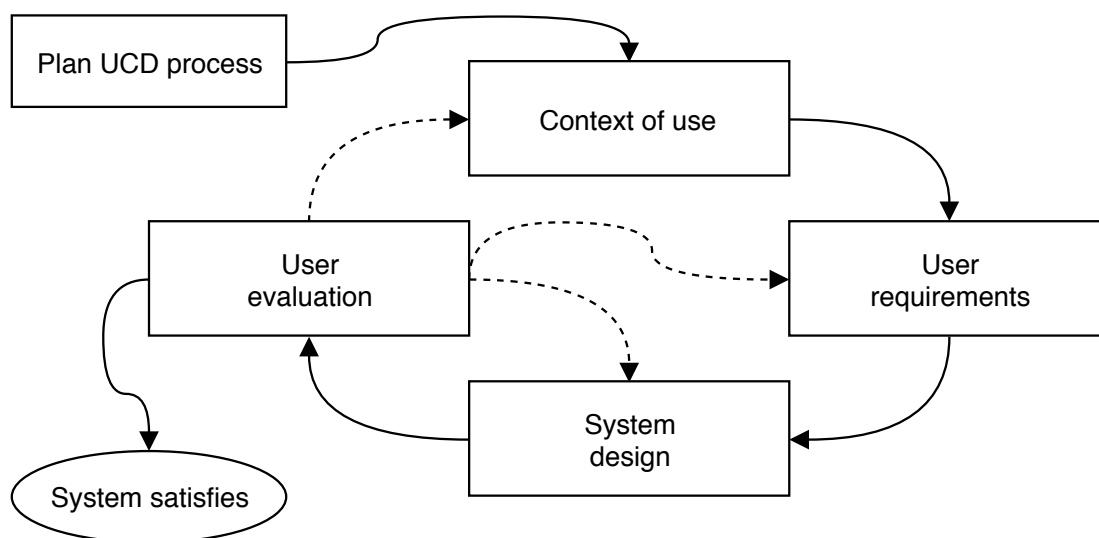 Plan UCD process
Context of use
User
evaluation
User
requirements
System
design
System satisfies